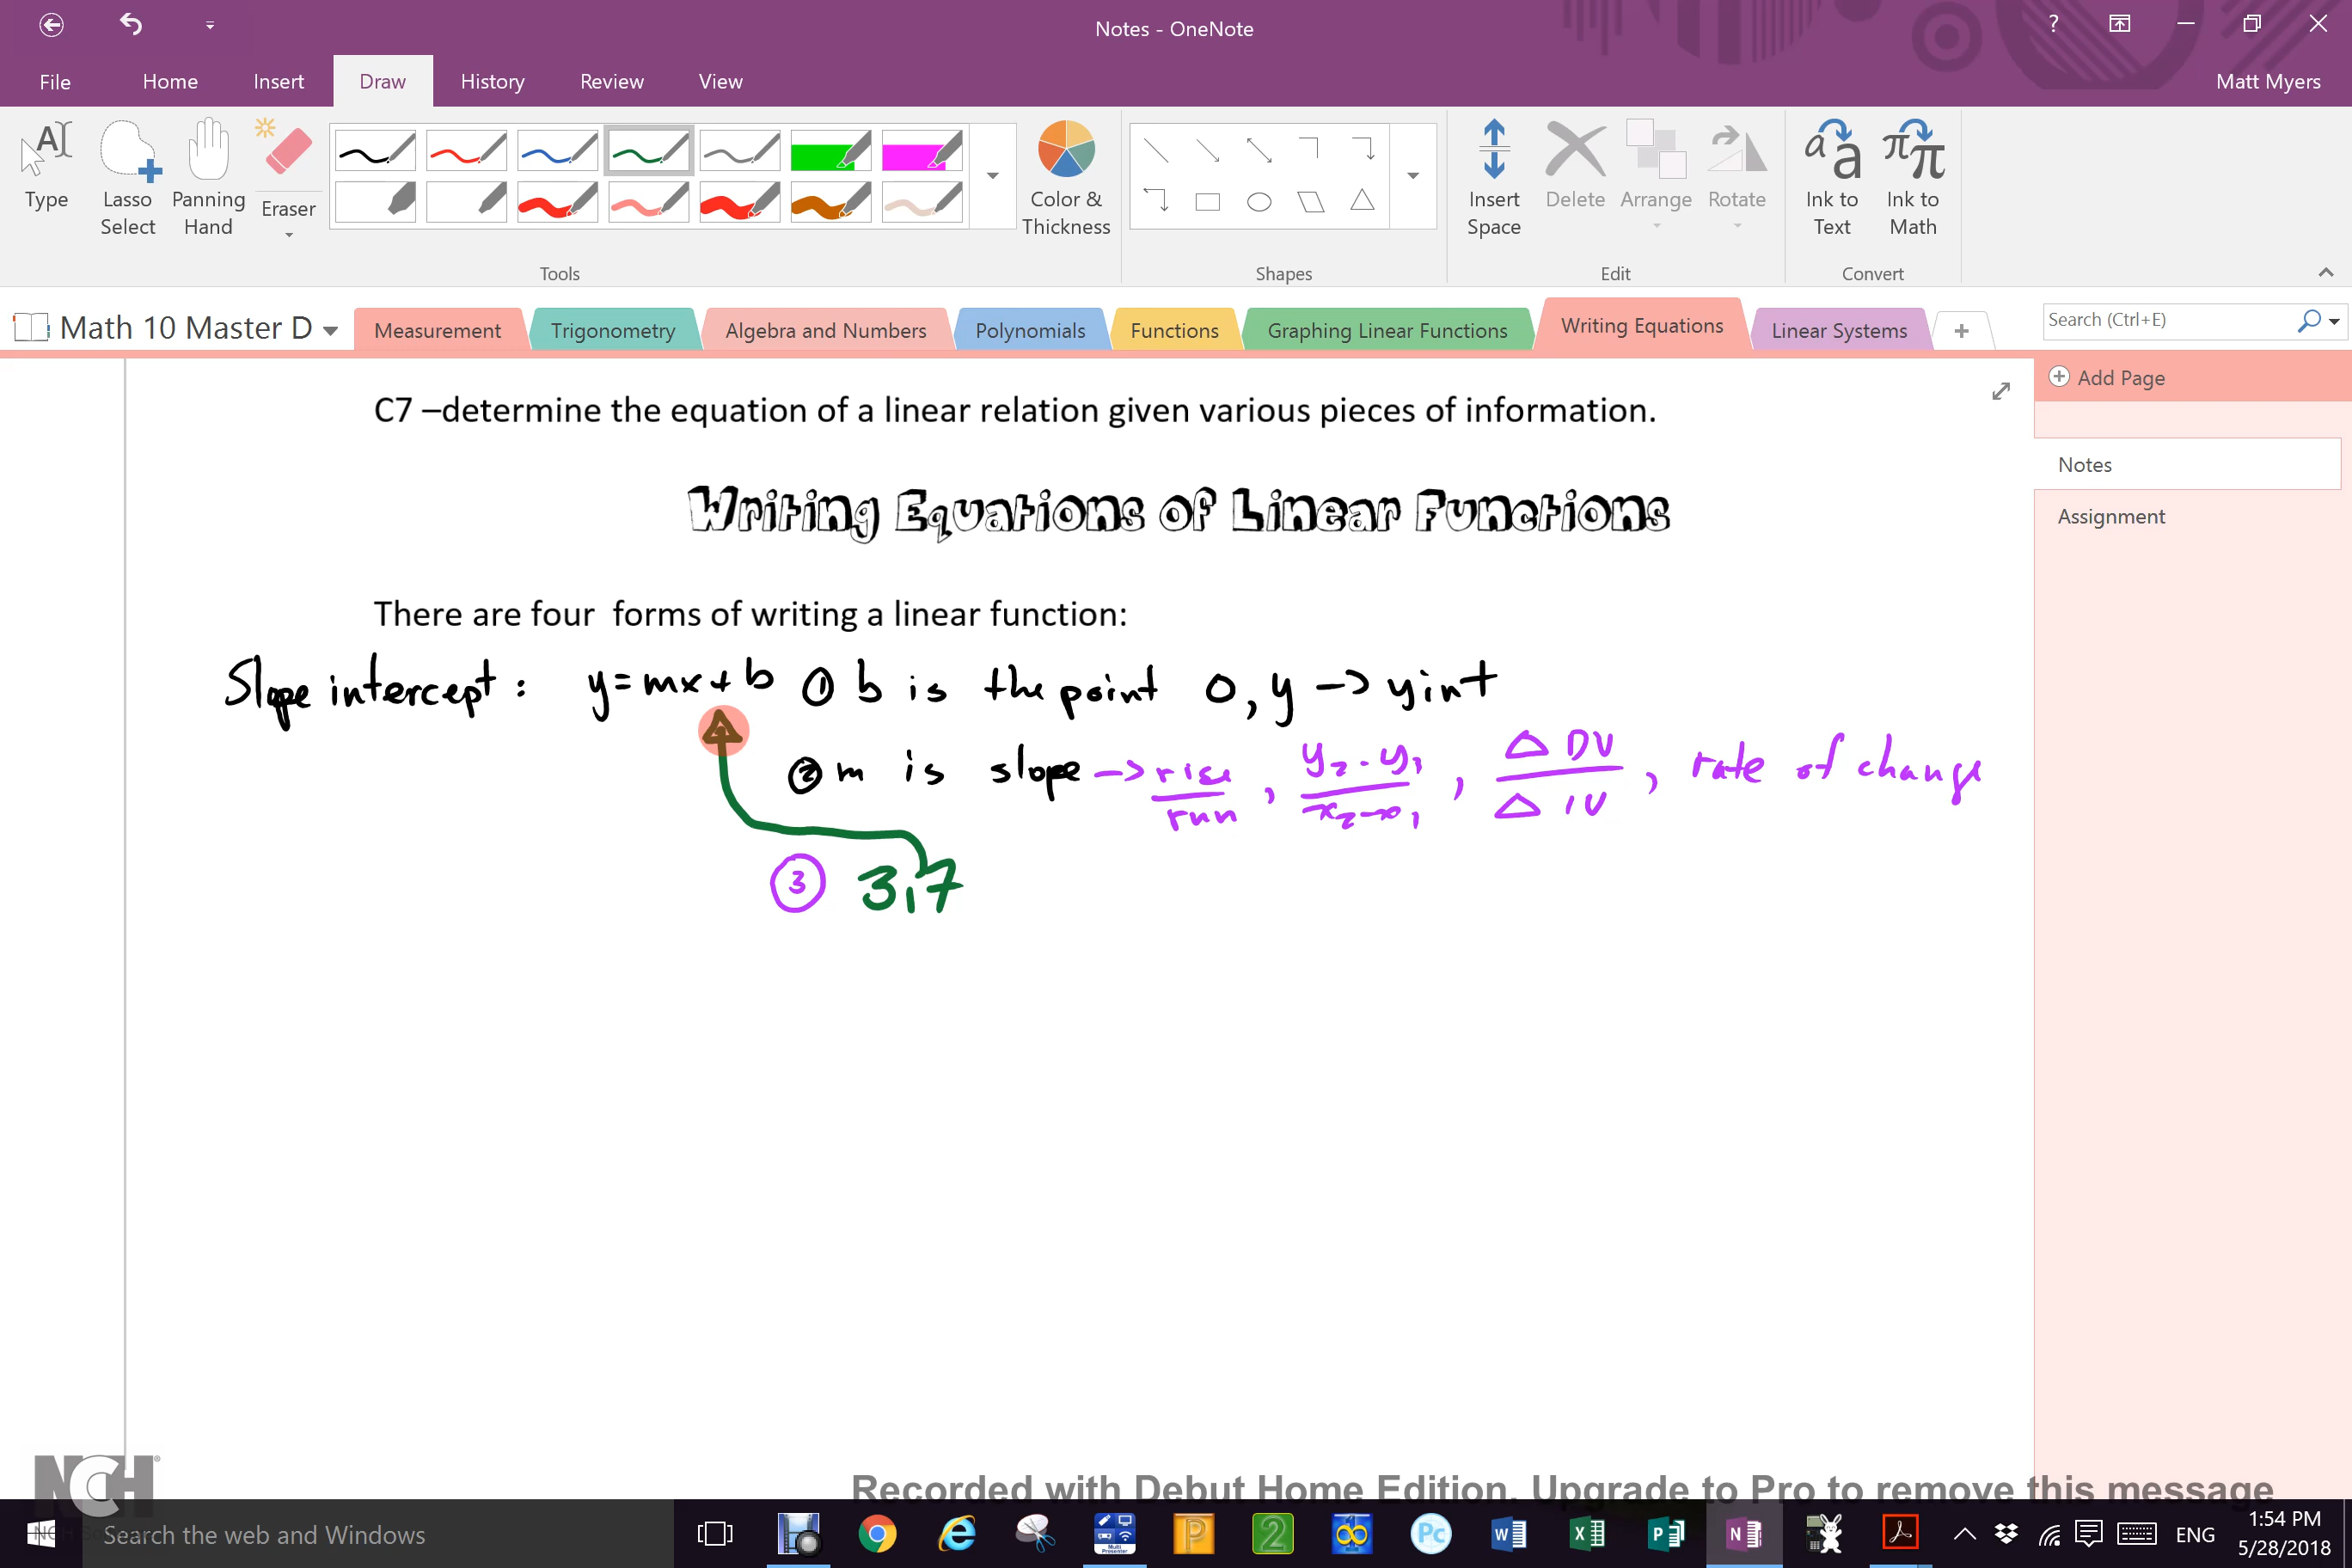 Notes - OneNote
File Home Insert Draw History Review View Matt Myers
Type Lasso Select Panning Hand Eraser Color & Thickness Insert Space Delete Arrange Rotate Ink to Text Ink to Math
Tools Shapes Edit Convert
Math 10 Master D Measurement Trigonometry Algebra and Numbers Polynomials Functions Graphing Linear Functions Writing Equations Linear Systems + Search (Ctrl+E)
Add Page
Notes
Assignment
C7 –determine the equation of a linear relation given various pieces of information.
Writing Equations of Linear Functions
There are four forms of writing a linear function:
Slope intercept : y=mx+b ① b is the point 0,y -> yint
② m is slope -> rise/run , y₂-y₁/x₂-x₁ , Δ DV/Δ IV , rate of change
③ 3,7
NCH
Recorded with Debut Home Edition. Upgrade to Pro to remove this message
Search the web and Windows
ENG
1:54 PM
5/28/2018